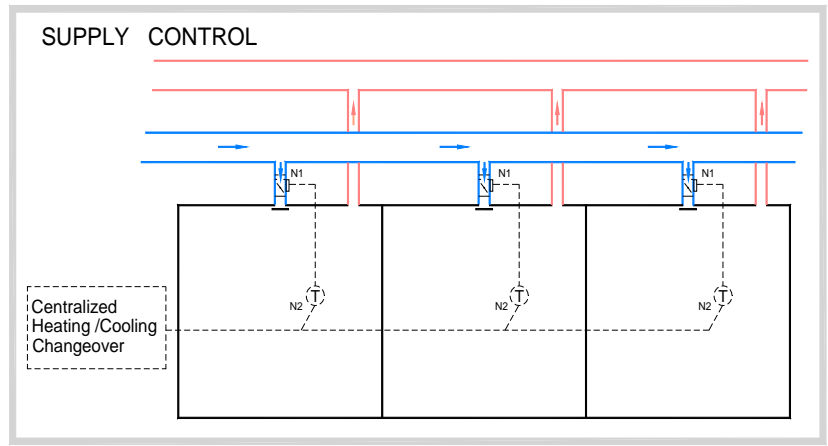 SUPPLY CONTROL
N1
N1
N1
T
T
T
N2
N2
N2
Centralized
Heating /Cooling
Changeover